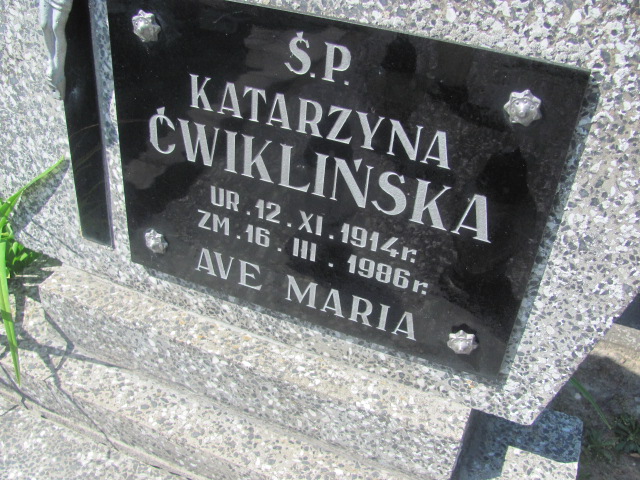 Ś.P.
KATARZYNA
ĆWIKLIŃSKA
UR. 12. XI. 1914r.
ZM. 16. III. 1986r.
AVE MARIA